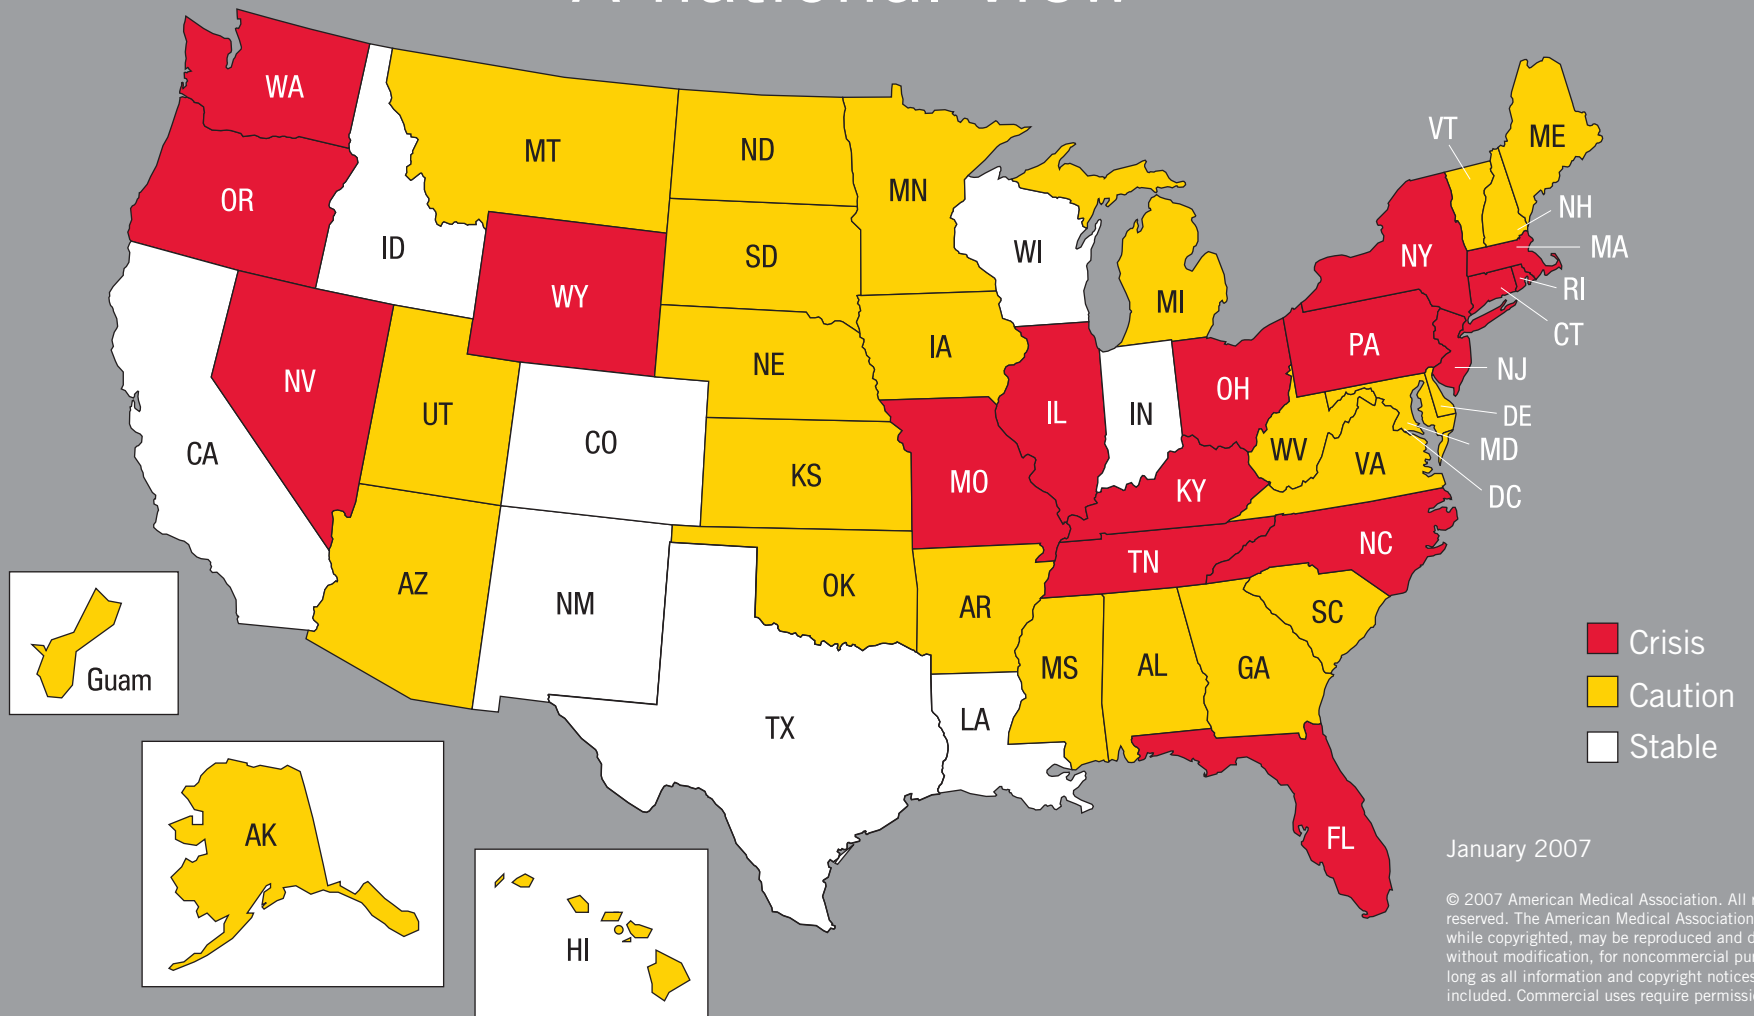 A national view
WA
MT
ND
MN
VT
ME
OR
ID
WY
SD
WI
MI
NY
NH
MA
RI
CT
NV
UT
CO
NE
IA
IL
IN
OH
PA
NJ
DE
MD
DC
CA
KS
MO
KY
WV
VA
AZ
NM
OK
AR
TN
NC
SC
MS
AL
GA
TX
LA
FL
Guam
AK
HI
Crisis
Caution
Stable
January 2007
© 2007 American Medical Association. All
reserved. The American Medical Association
while copyrighted, may be reproduced and
without modification, for noncommercial
long as all information and copyright notices
included. Commercial uses require